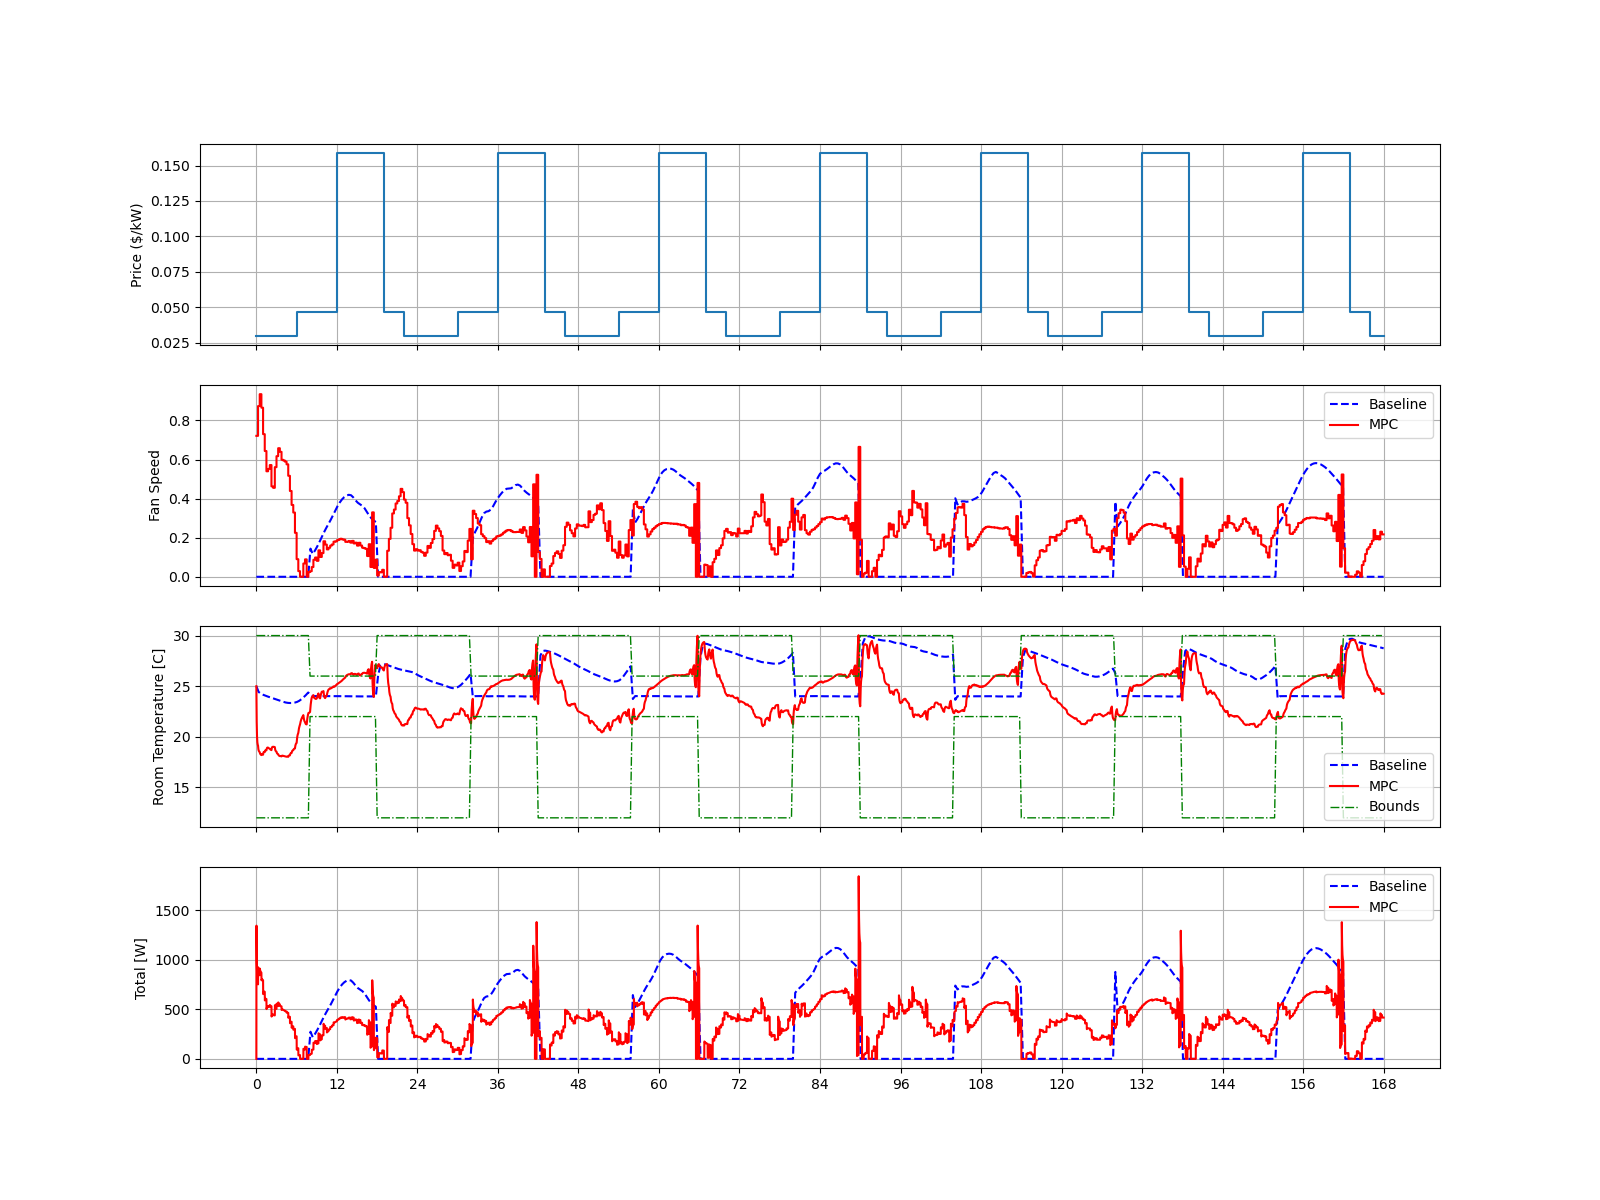 Price ($/kW)
0.150
0.125
0.100
0.075
0.050
0.025
Fan Speed
0.8
0.6
0.4
0.2
0.0
Baseline
MPC
Room Temperature [C]
30
25
20
15
Baseline
MPC
Bounds
Total [W]
1500
1000
500
0
Baseline
MPC
0 12 24 36 48 60 72 84 96 108 120 132 144 156 168